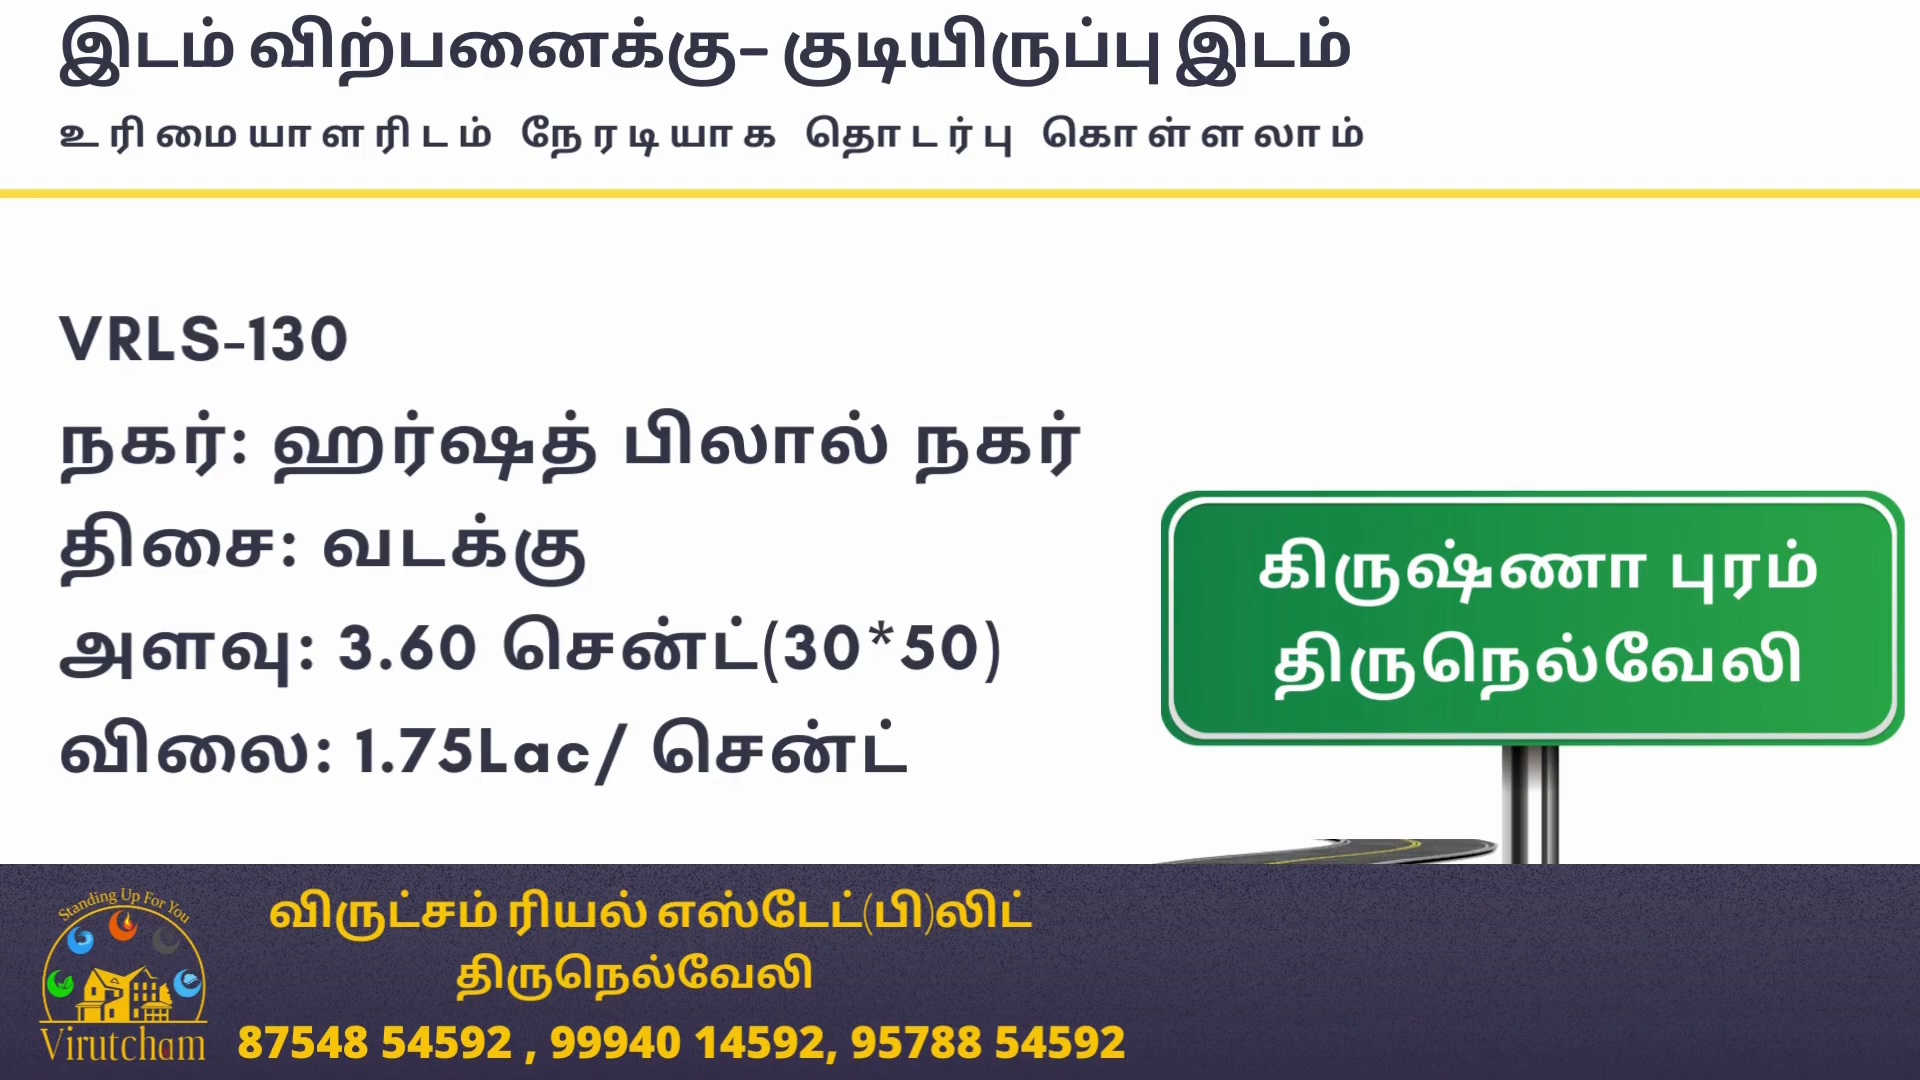 இடம் விற்பனைக்கு- குடியிருப்பு இடம்
உரிமையாளரிடம் நேரடியாக தொடர்பு கொள்ளலாம்
VRLS-130
நகர்: ஹர்ஷத் பிலால் நகர்
திசை: வடக்கு
அளவு: 3.60 சென்ட்(30*50)
விலை: 1.75Lac/ சென்ட்
கிருஷ்ணா புரம்
திருநெல்வேலி
Standing Up For You
Virutcham
விருட்சம் ரியல் எஸ்டேட்(பி)லிட்
திருநெல்வேலி
87548 54592 , 99940 14592, 95788 54592